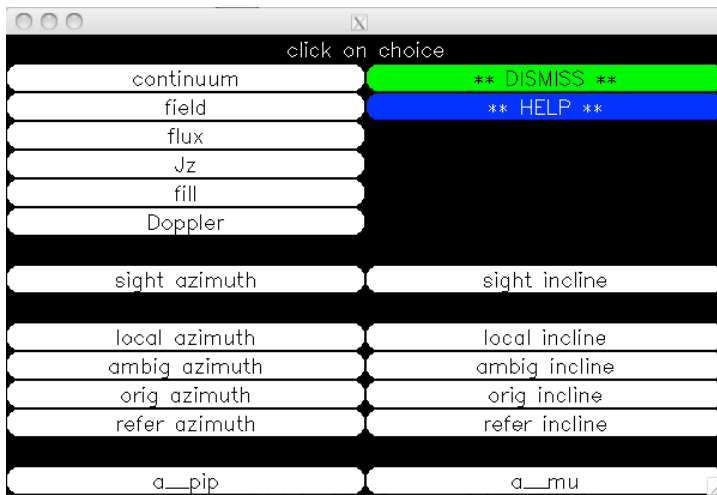 X
click on choice
continuum ** DISMISS **
field ** HELP **
flux
Jz
fill
Doppler
sight azimuth sight incline
local azimuth local incline
ambig azimuth ambig incline
orig azimuth orig incline
refer azimuth refer incline
a__pip a__mu